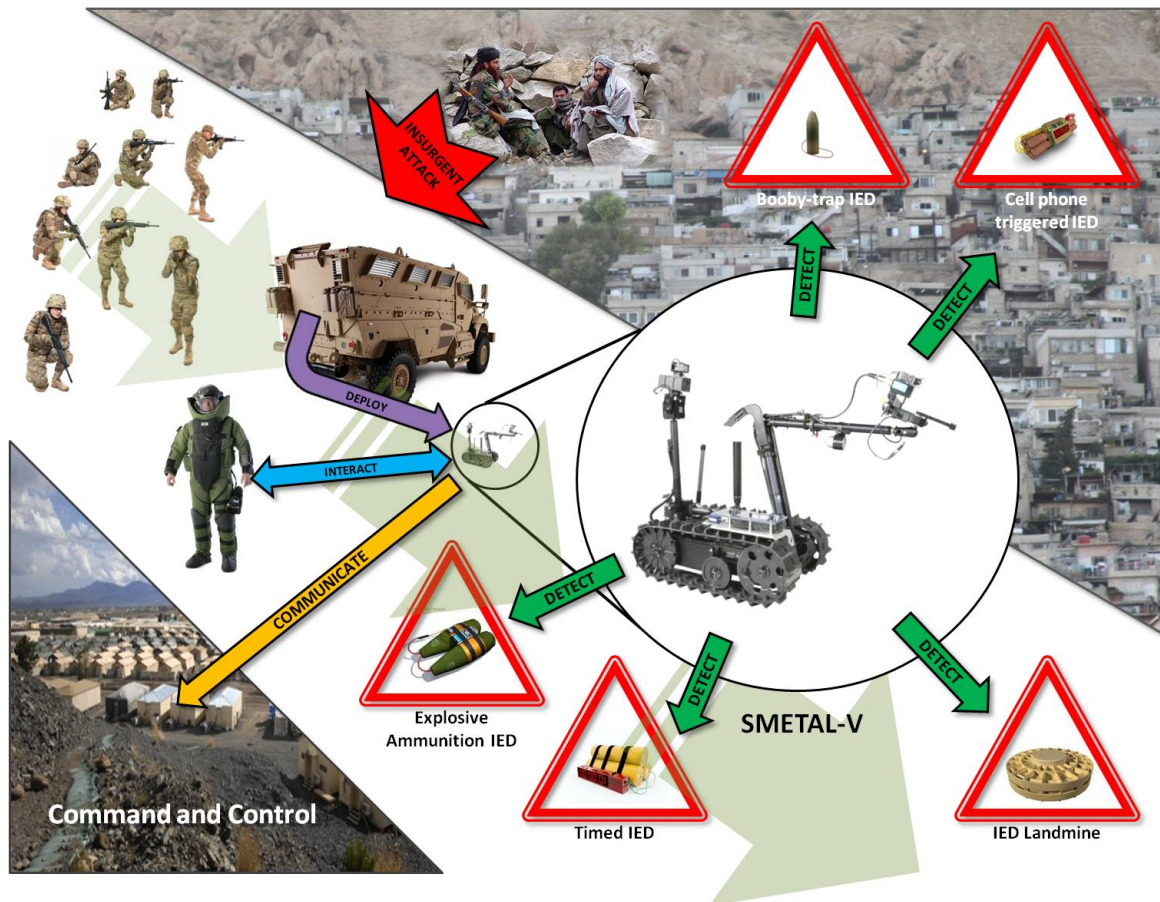 INSURGENT
ATTACK
Booby-trap IED
Cell phone
triggered IED
DETECT
DETECT
DEPLOY
INTERACT
COMMUNICATE
DETECT
DETECT
DETECT
Explosive
Ammunition IED
SMETAL-V
Timed IED
IED Landmine
Command and Control